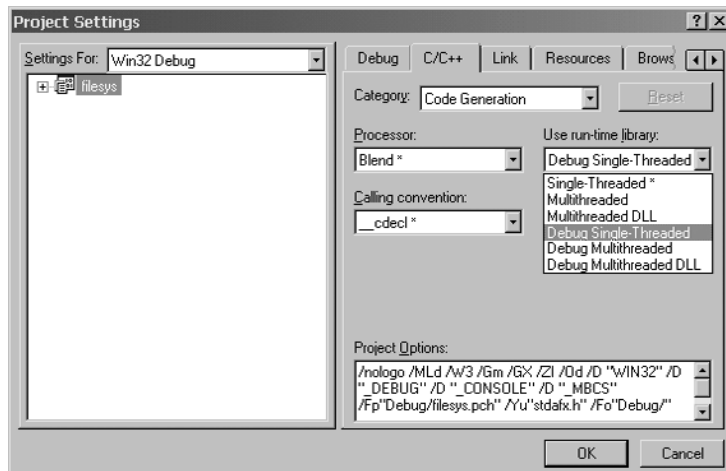 Project Settings
Settings For: Win32 Debug
filesys
Debug C/C++ Link Resources Brows
Category: Code Generation Reset
Processor:
Blend *
Use run-time library:
Debug Single-Threaded
Single-Threaded *
Multithreaded
Multithreaded DLL
Debug Single-Threaded
Debug Multithreaded
Debug Multithreaded DLL
Calling convention:
__cdecl *
Project Options:
/nologo /MLd /W3 /Gm /GX /ZI /Od /D "WIN32" /D
"_DEBUG" /D "_CONSOLE" /D "_MBCS"
/Fp"Debug/filesys.pch" /Yu"stdafx.h" /Fo"Debug/"
OK Cancel